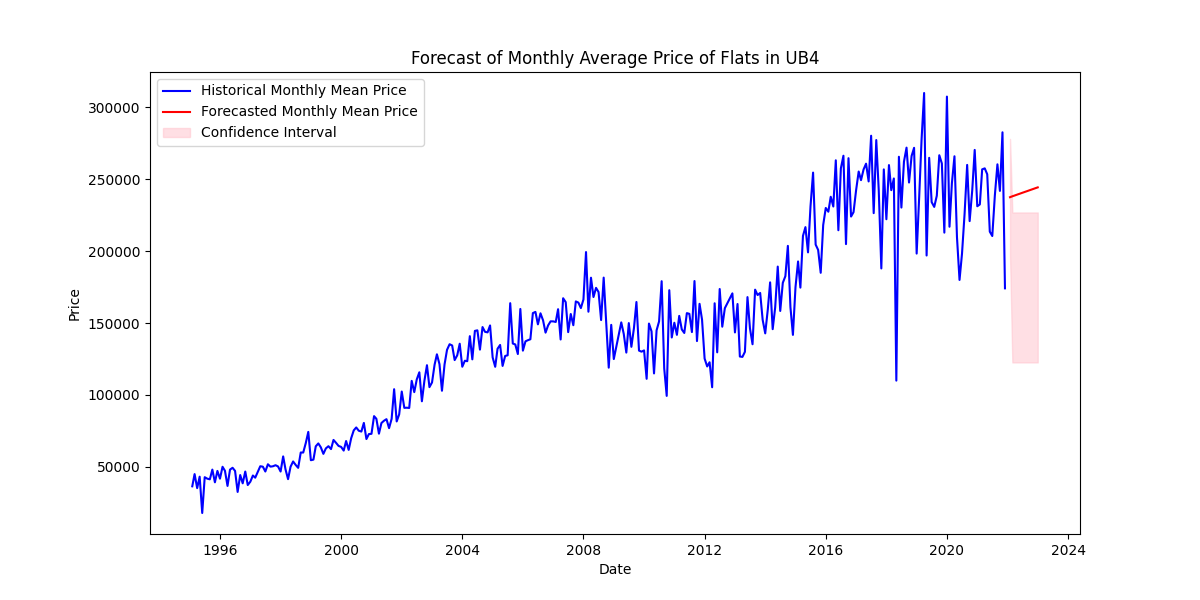 Forecast of Monthly Average Price of Flats in UB4
Historical Monthly Mean Price
Forecasted Monthly Mean Price
Confidence Interval
300000
250000
200000
150000
100000
50000
Price
1996 2000 2004 2008 2012 2016 2020 2024
Date